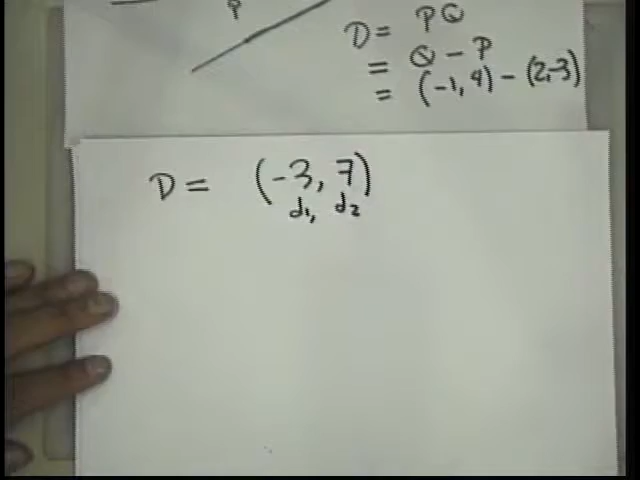 P
D = PQ
= Q - P
= (-1, 4) - (2,-3)
D = (-3, 7)
d1, d2